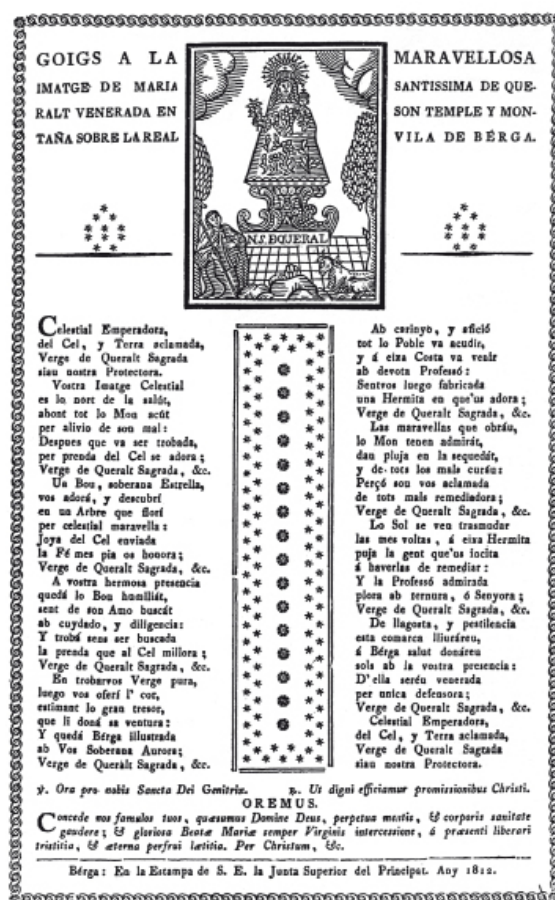 GOIGS A LA MARAVELLOSA
IMATGE DE MARIA SANTISSIMA DE QUE-
RALT VENERADA EN SON TEMPLE Y MON-
TAÑA SOBRE LA REAL VILA DE BÉRGA.
N.S. D QUERAL
Celestial Emperadora,
del Cel, y Terra aclamada,
Verge de Queralt Sagrada
siau nostra Protectora.
Vostra Imatge Celestial
es lo nort de la salút,
ahont tot lo Mon acút
per alivio de son mal:
Despues que va ser trobada,
per prenda del Cel se adora;
Verge de Queralt Sagrada, &c.
Un Bou, soberana Estrella,
vos adorá, y descubrí
en un Arbre que florí
per celestial maravella:
Joya del Cel enviada
la Fé mes pia os honora;
Verge de Queralt Sagrada, &c.
A vostra hermosa presencia
quedá lo Bou humiliát,
sent de son Amo buscát
ab cuydado, y diligencia:
Y trobá sens ser buscada
la prenda que al Cel millora;
Verge de Queralt Sagrada, &c.
En trobarvos Verge pura,
luego vos oferí l' cor,
estimant lo gran tresor,
que li doná sa ventura:
Y quedá Bérga illustrada
ab Vos Soberana Aurora;
Verge de Queralt Sagrada, &c.
Ab carinyo, y afició
tot lo Poble va acudir,
y á eixa Costa va venir
ab devota Professó:
Sentvos luego fabricada
una Hermita en que'us adora;
Verge de Queralt Sagrada, &c.
Las maravellas que obráu,
lo Mon tenen admirát,
dau pluja en la sequedát,
y de tots los mals curáu:
Perçó sou vos aclamada
de tots mals remediadora;
Verge de Queralt Sagrada, &c.
Lo Sol se veu trasmudar
las mes voltas, á eixa Hermita
puja la gent que'us incita
á haverlas de remediar:
Y la Professó admirada
plora ab ternura, ó Senyora;
Verge de Queralt Sagrada, &c.
De llagosta, y pestilencia
esta comarca lliuráreu,
á Bérga salut donáreu
sols ab la vostra presencia:
D'ella seréu venerada
per unica defensora;
Verge de Queralt Sagrada, &c.
Celestial Emperadora,
del Cel, y Terra aclamada,
Verge de Queralt Sagtada
siau nostra Protectora.
℣. Ora pro nobis Sancta Dei Genitrix. ℟. Ut digni efficiamur promissionibus Christi.
OREMUS.
Concede nos famulos tuos, quæsumus Domine Deus, perpetua mentis, & corporis sanitate
gaudere; & gloriosa Beatæ Mariæ semper Virginis intercessione, á præsenti liberari
tristitia, & æterna perfrui lætitia. Per Christum, &c.
Bérga: En la Estampa de S. E. la Junta Superior del Principat. Any 1812.